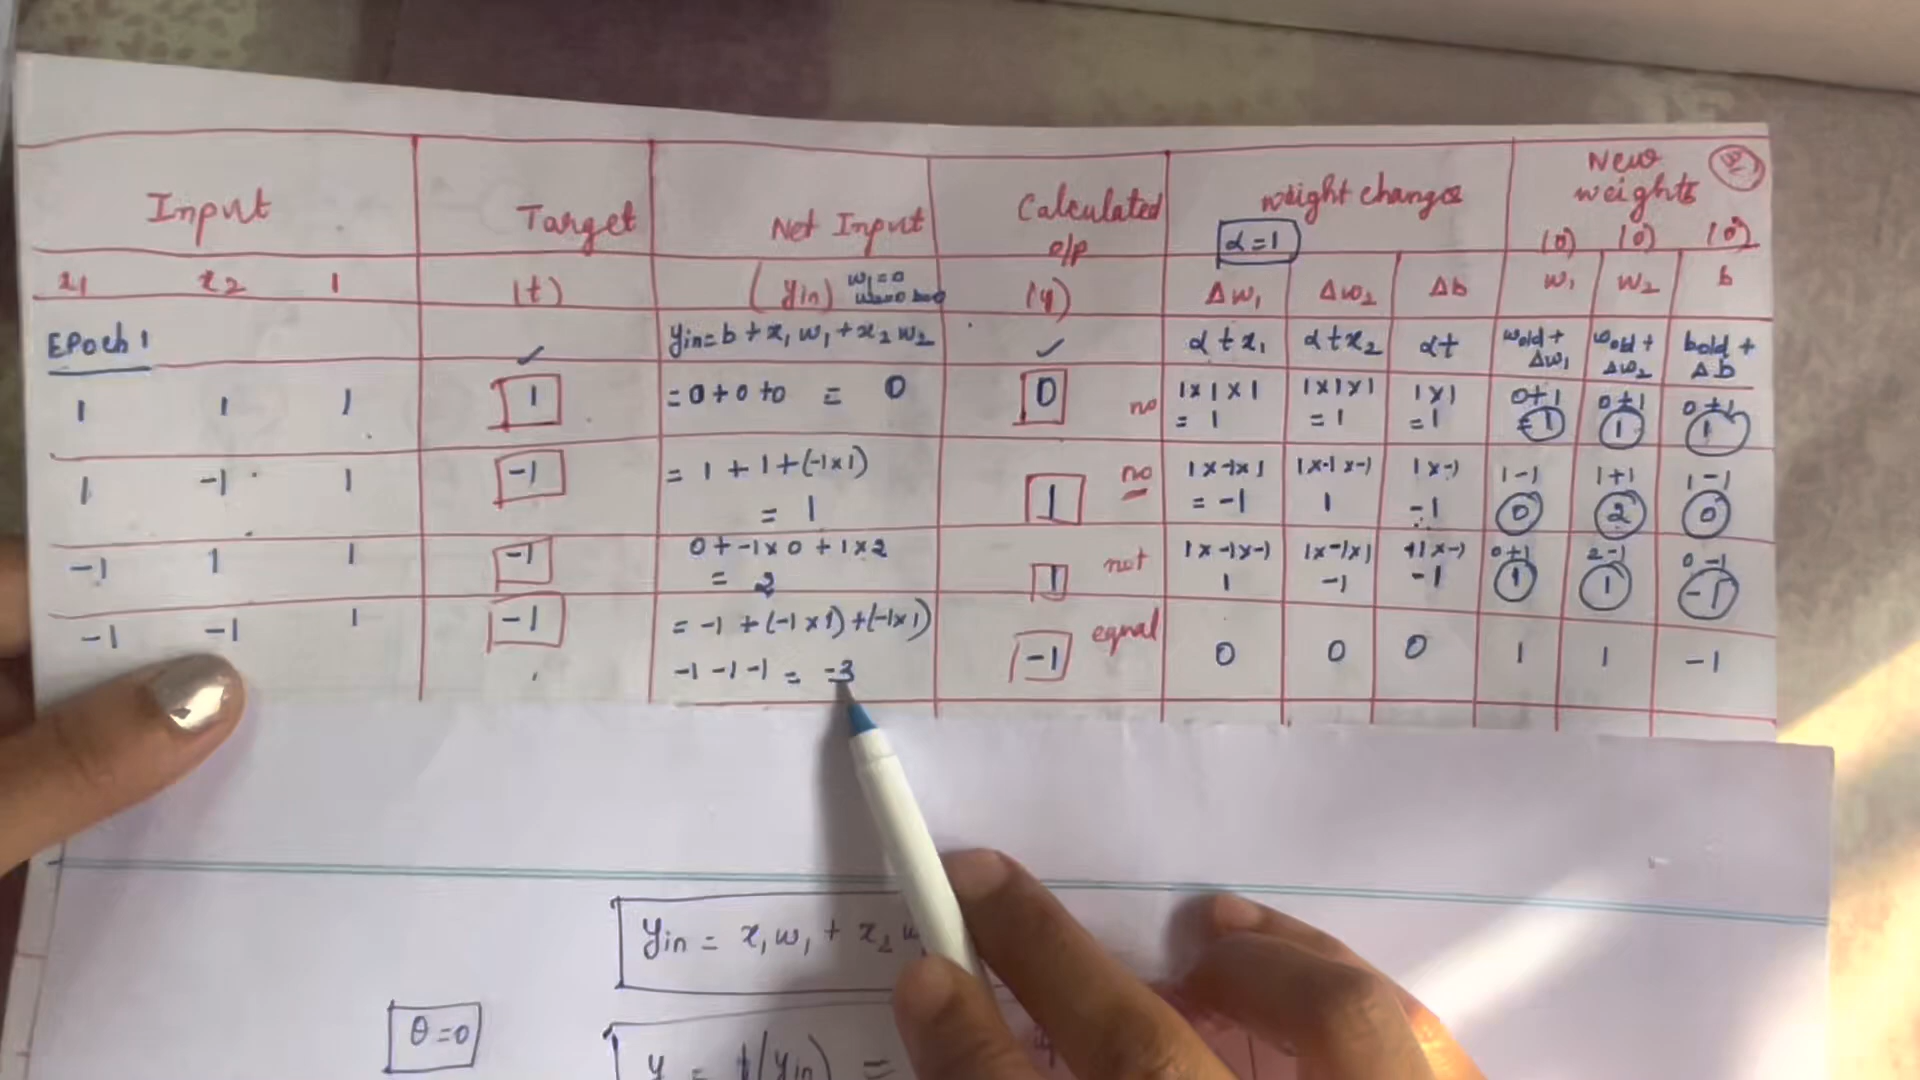 Input Target Net Input Calculated o/p weight changes New weights
α=1 (0) (0) (0)
x1 x2 1 (t) (yin) w1=0 (y) Δw1 Δw2 Δb w1 w2 b
EPoch 1 ✓ yin=b+x1w1+x2w2 ✓ αtx1 αtx2 αt wold+Δw1 wold+Δw2 bold+Δb
1 1 1 1 =0+0+0 = 0 0 no 1×1×1 =1 1×1×1 =1 1×1 =1 0+1 =1 0+1 1 0+1 1
1 -1 1 -1 = 1+1+(-1×1) = 1 1 no 1×-1×1 =-1 1×-1×-1 1 1×-1 -1 1-1 0 1+1 2 1-1 0
-1 1 1 -1 0+-1×0+1×2 = 2 1 not 1×-1×-1 1 1×-1×1 -1 1×-1 -1 0+1 1 2-1 1 0-1 -1
-1 -1 1 -1 = -1+(-1×1)+(-1×1) -1-1-1 = -3 -1 equal 0 0 0 1 1 -1
yin = x1w1 + x2
θ=0
y = f(yin) =